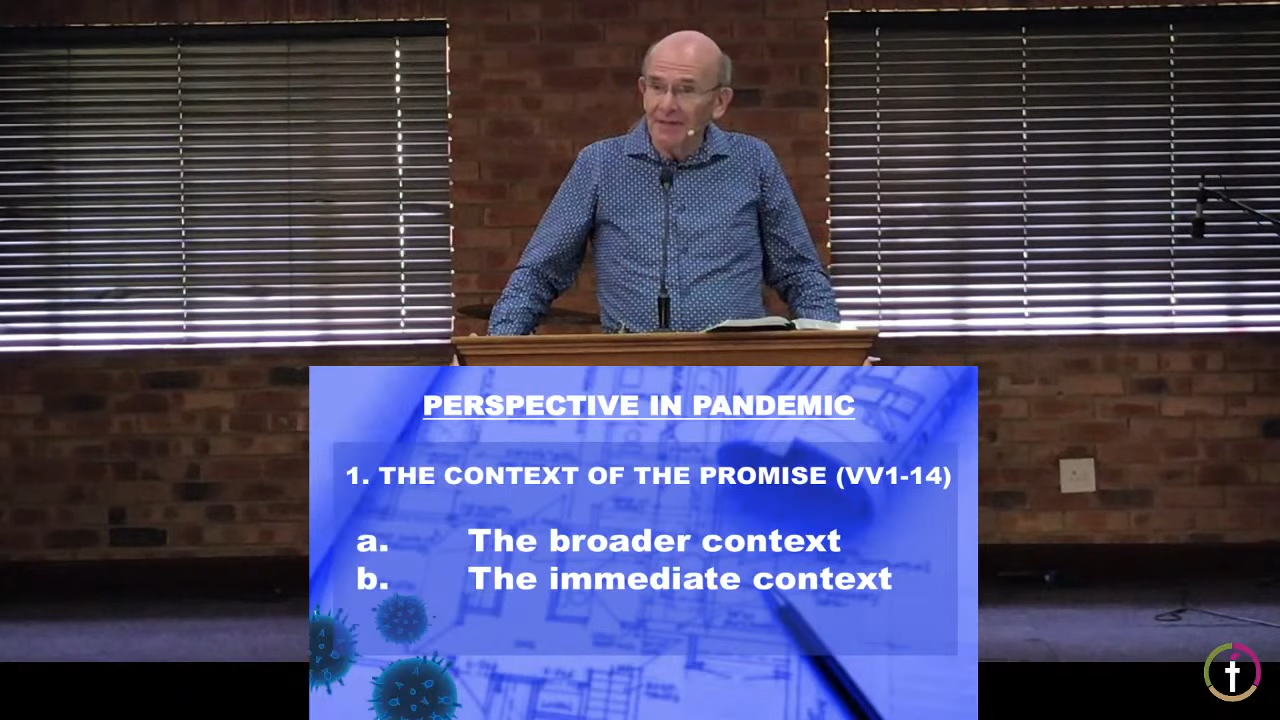 PERSPECTIVE IN PANDEMIC
1. THE CONTEXT OF THE PROMISE (VV1-14)
a. The broader context
b. The immediate context